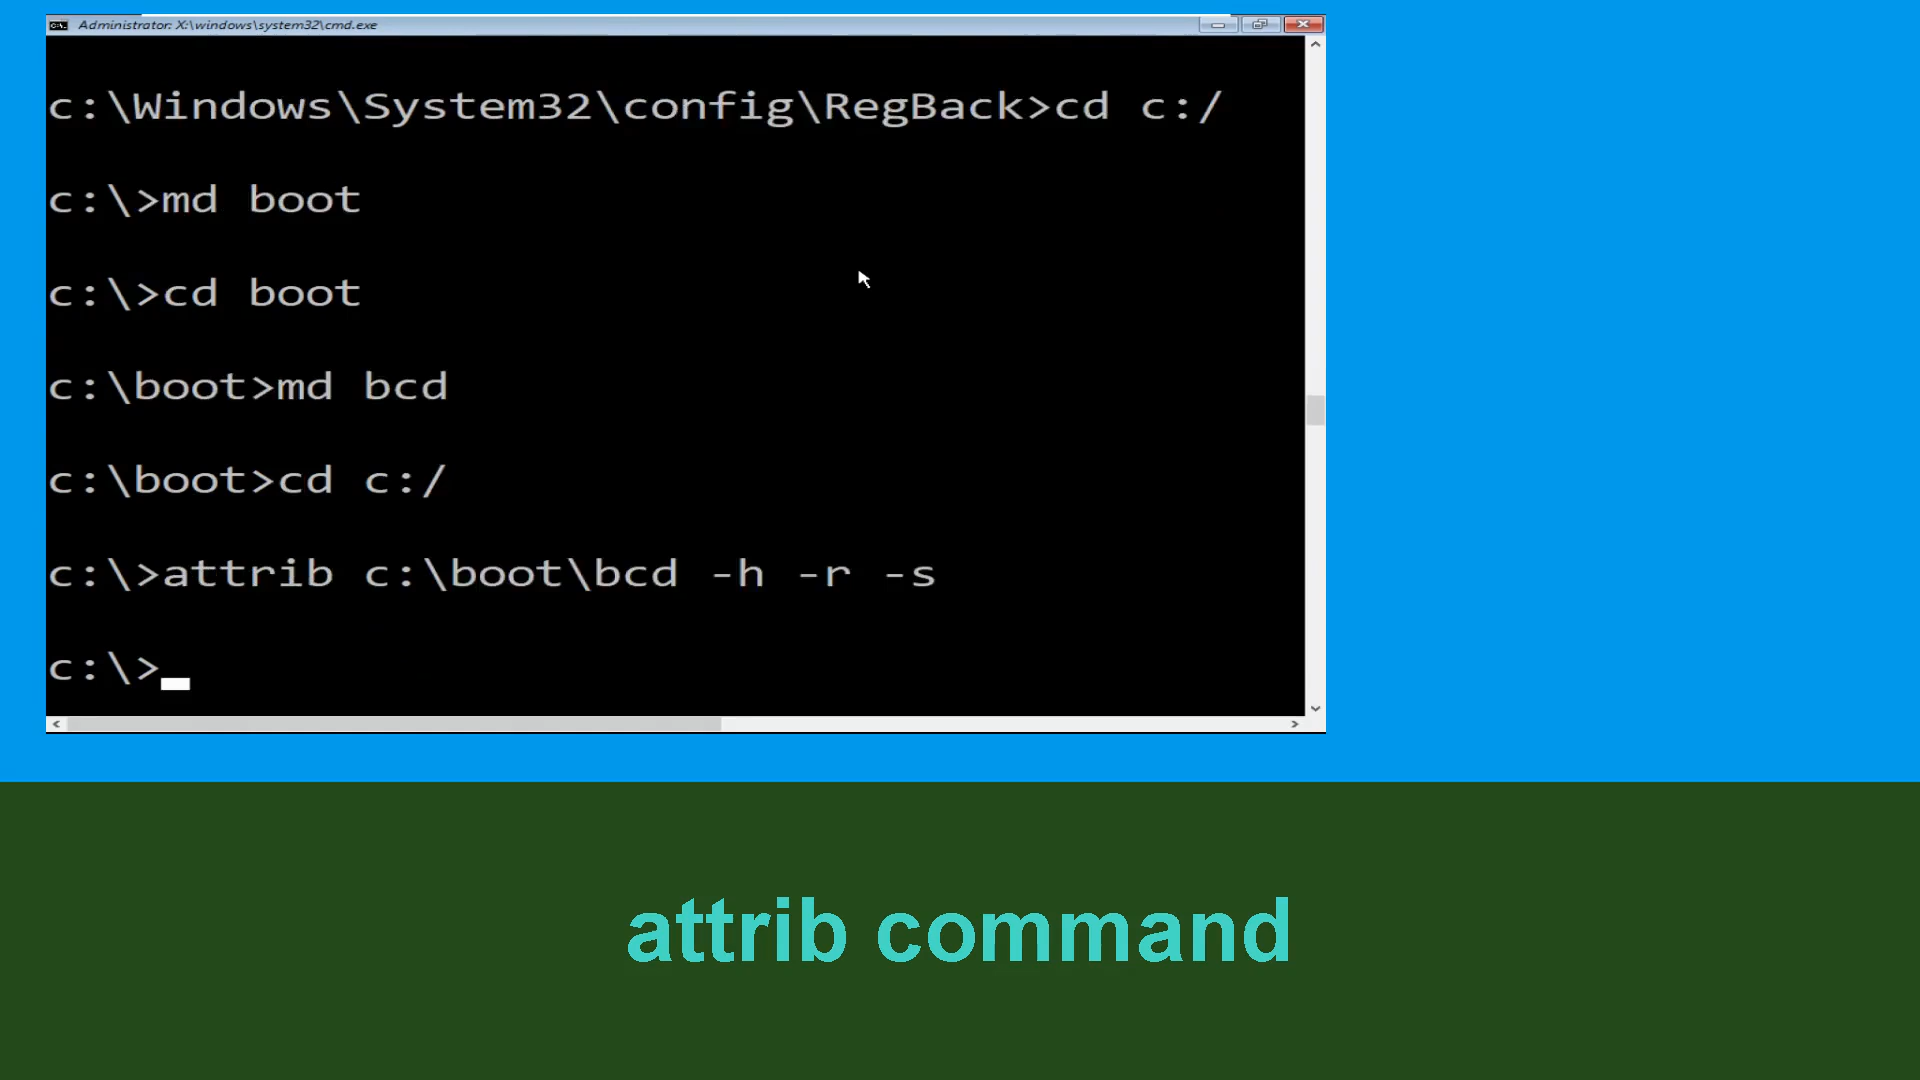 Administrator: X:\windows\system32\cmd.exe
c:\Windows\System32\config\RegBack>cd c:/
c:\>md boot
c:\>cd boot
c:\boot>md bcd
c:\boot>cd c:/
c:\>attrib c:\boot\bcd -h -r -s
c:\>
attrib command